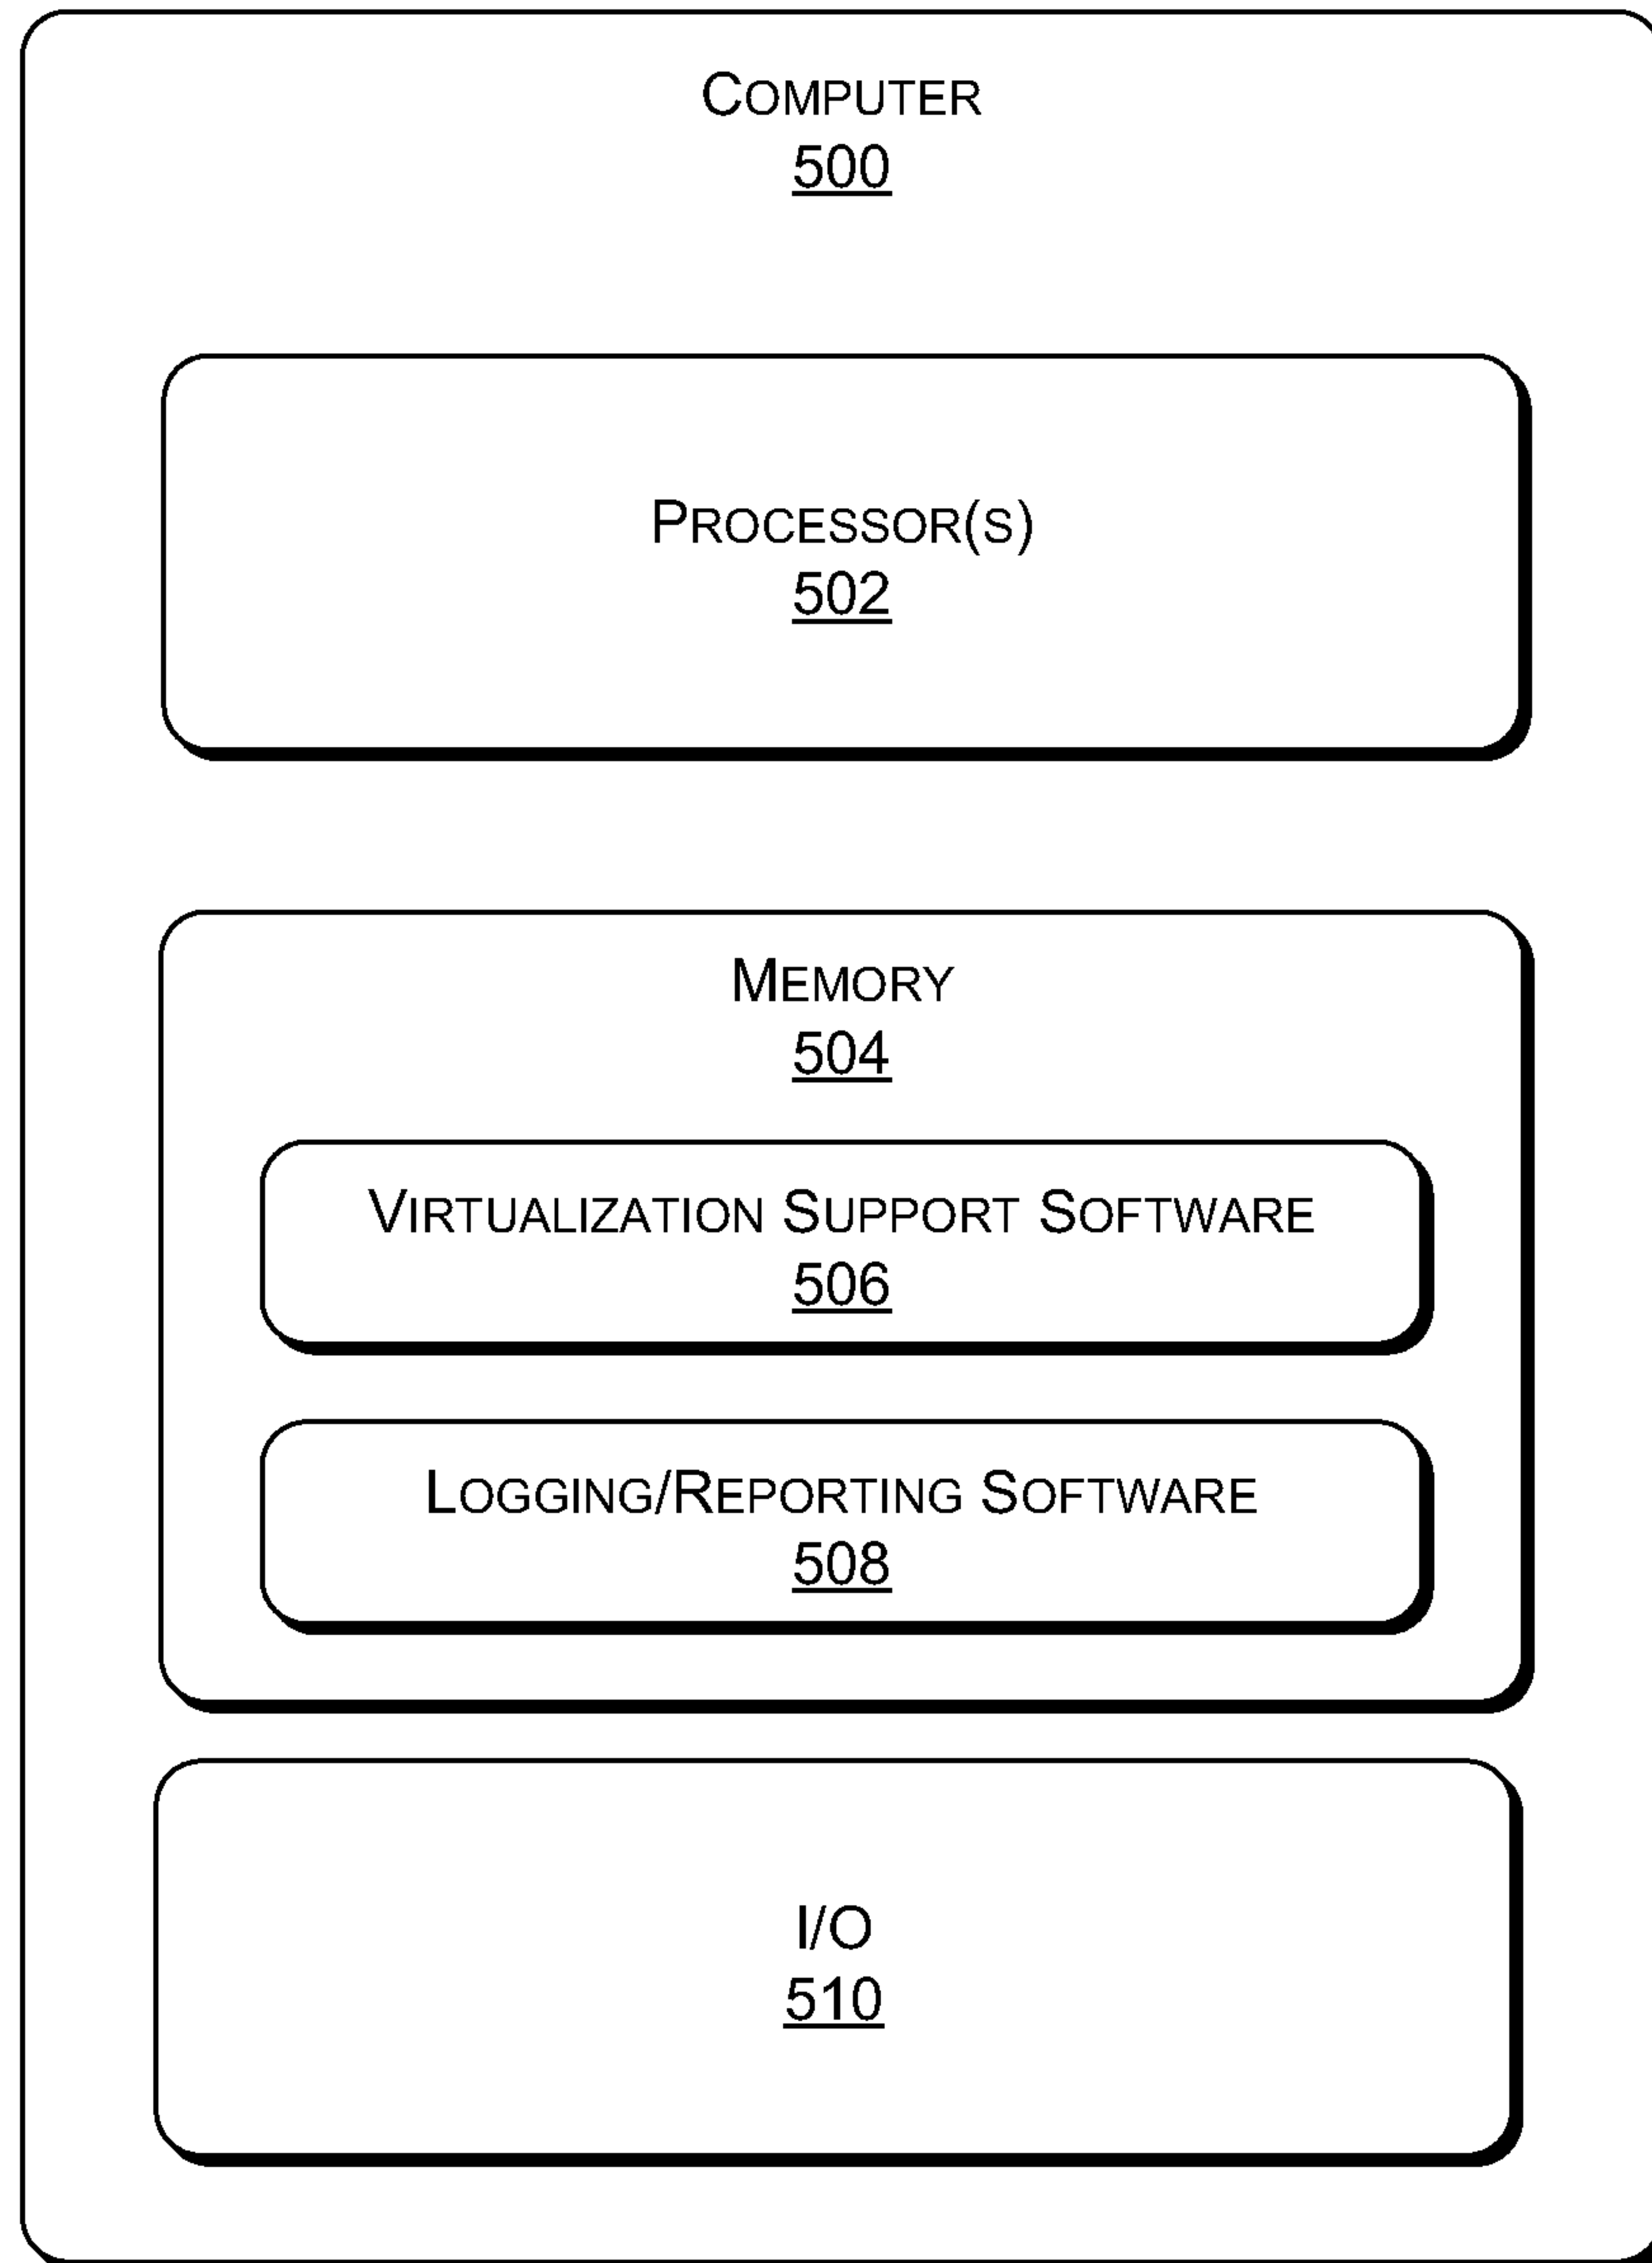 COMPUTER
500
PROCESSOR(S)
502
MEMORY
504
VIRTUALIZATION SUPPORT SOFTWARE
506
LOGGING/REPORTING SOFTWARE
508
I/O
510